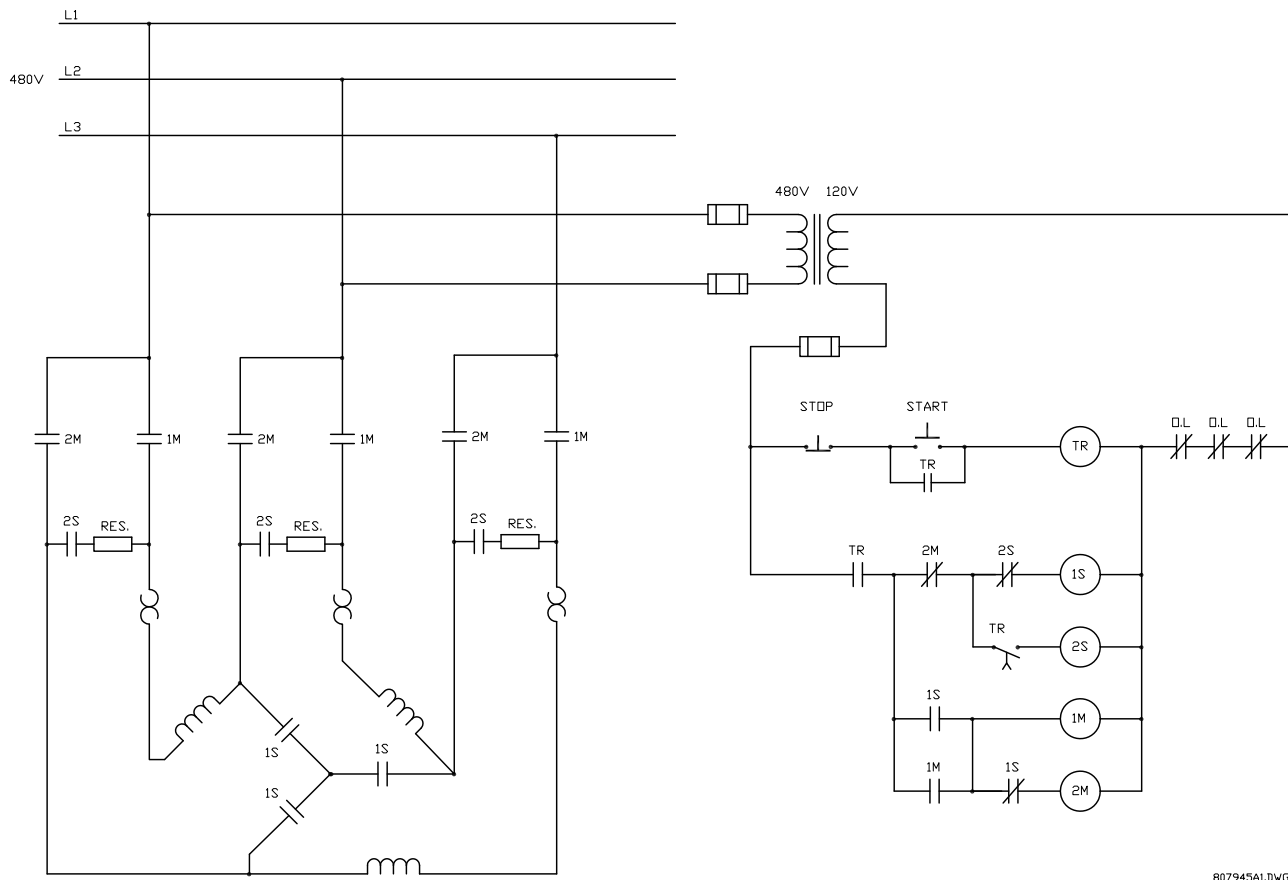 L1
L2
480V
L3
480V 120V
STOP START
O.L O.L O.L
2M 1M 2M 1M 2M 1M
TR
TR
2S RES. 2S RES. 2S RES.
TR 2M 2S
1S
TR
2S
1S
1M
1S
1S
1M 1S
2M
1S
807945A1.DWG